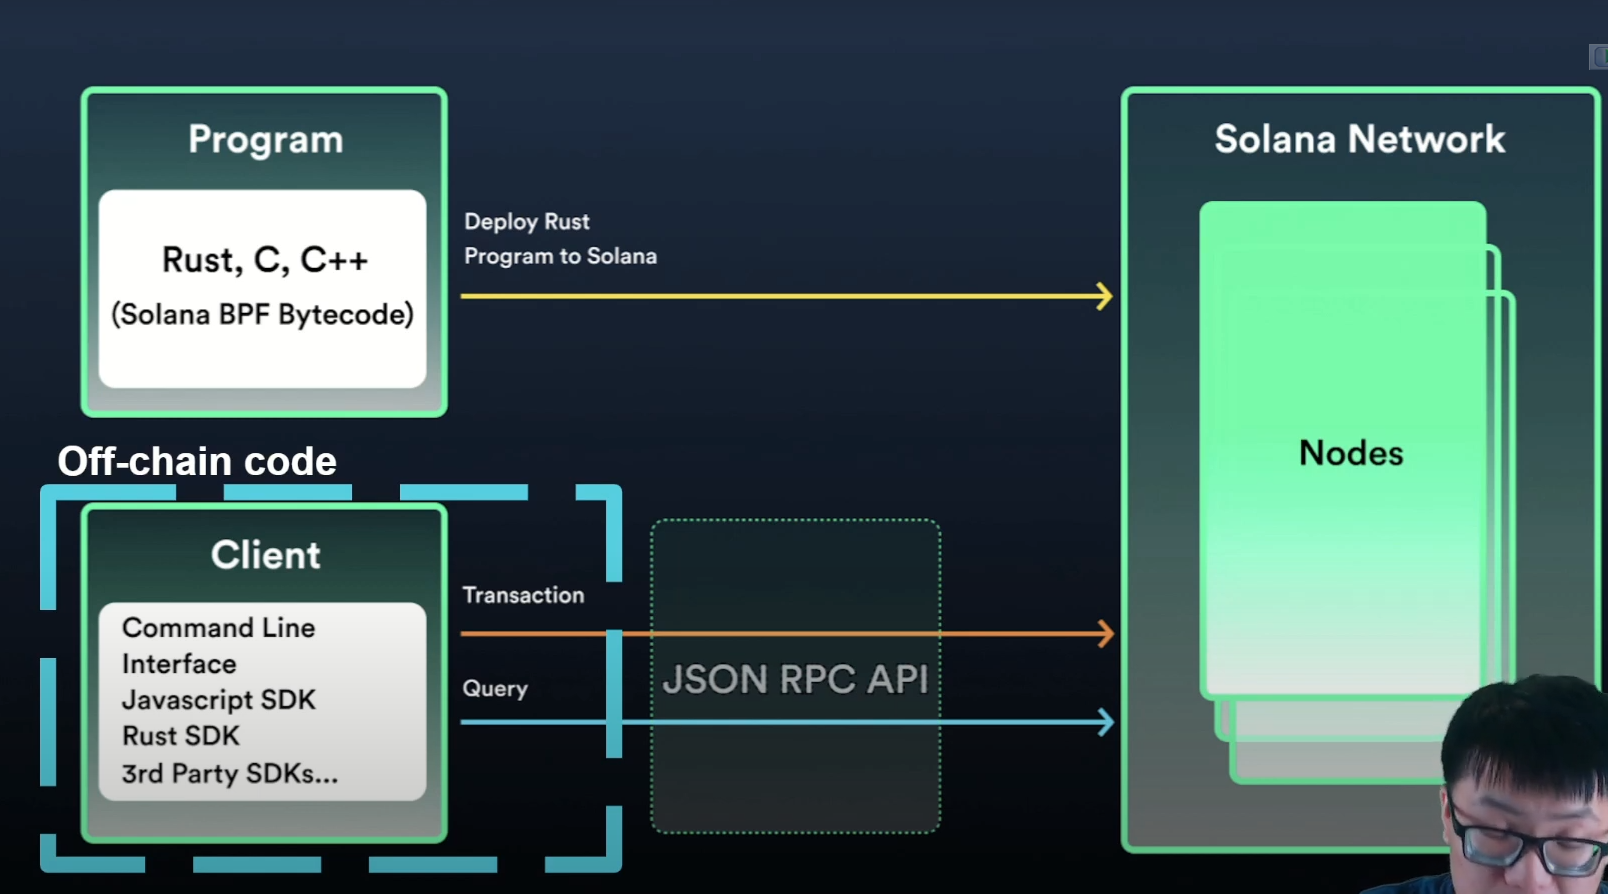 Program
Rust, C, C++
(Solana BPF Bytecode)
Deploy Rust
Program to Solana
Solana Network
Nodes
Off-chain code
Client
Command Line
Interface
Javascript SDK
Rust SDK
3rd Party SDKs...
Transaction
Query
JSON RPC API